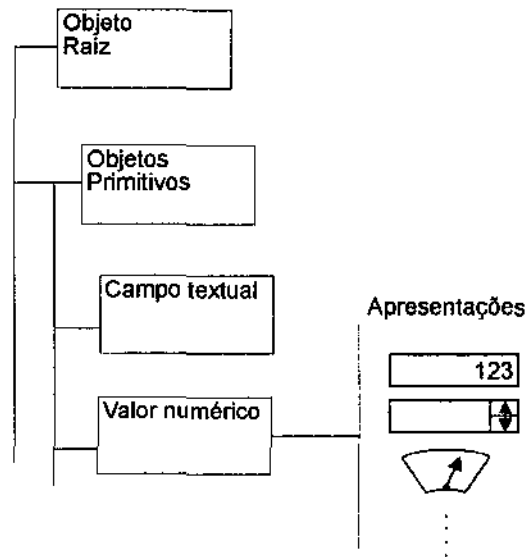 Objeto
Raiz
Objetos
Primitivos
Campo textual
Apresentações
123
Valor numérico